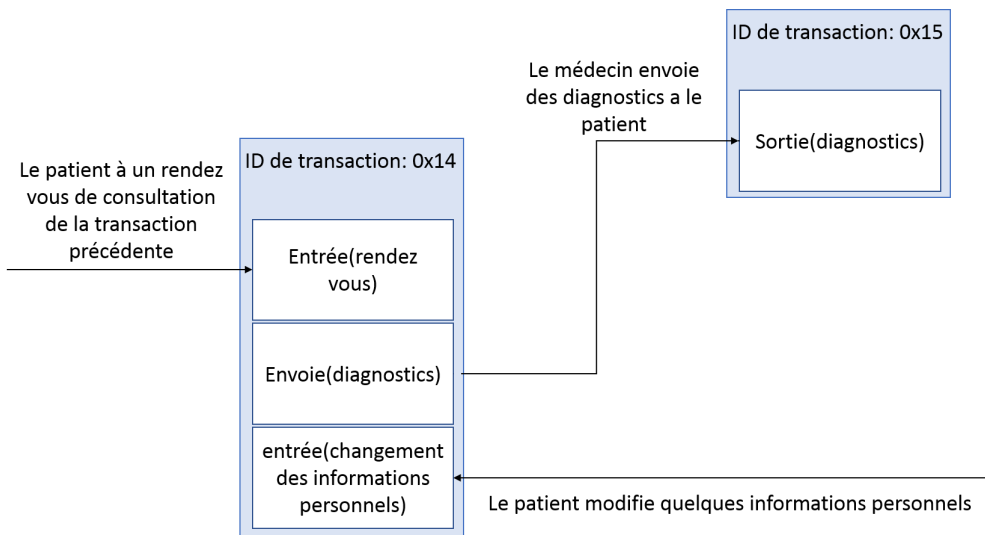 ID de transaction: 0x15
Le médecin envoie
des diagnostics a le
patient
Sortie(diagnostics)
ID de transaction: 0x14
Le patient à un rendez
vous de consultation
de la transaction
précédente
Entrée(rendez
vous)
Envoie(diagnostics)
entrée(changement
des informations
personnels)
Le patient modifie quelques informations personnels